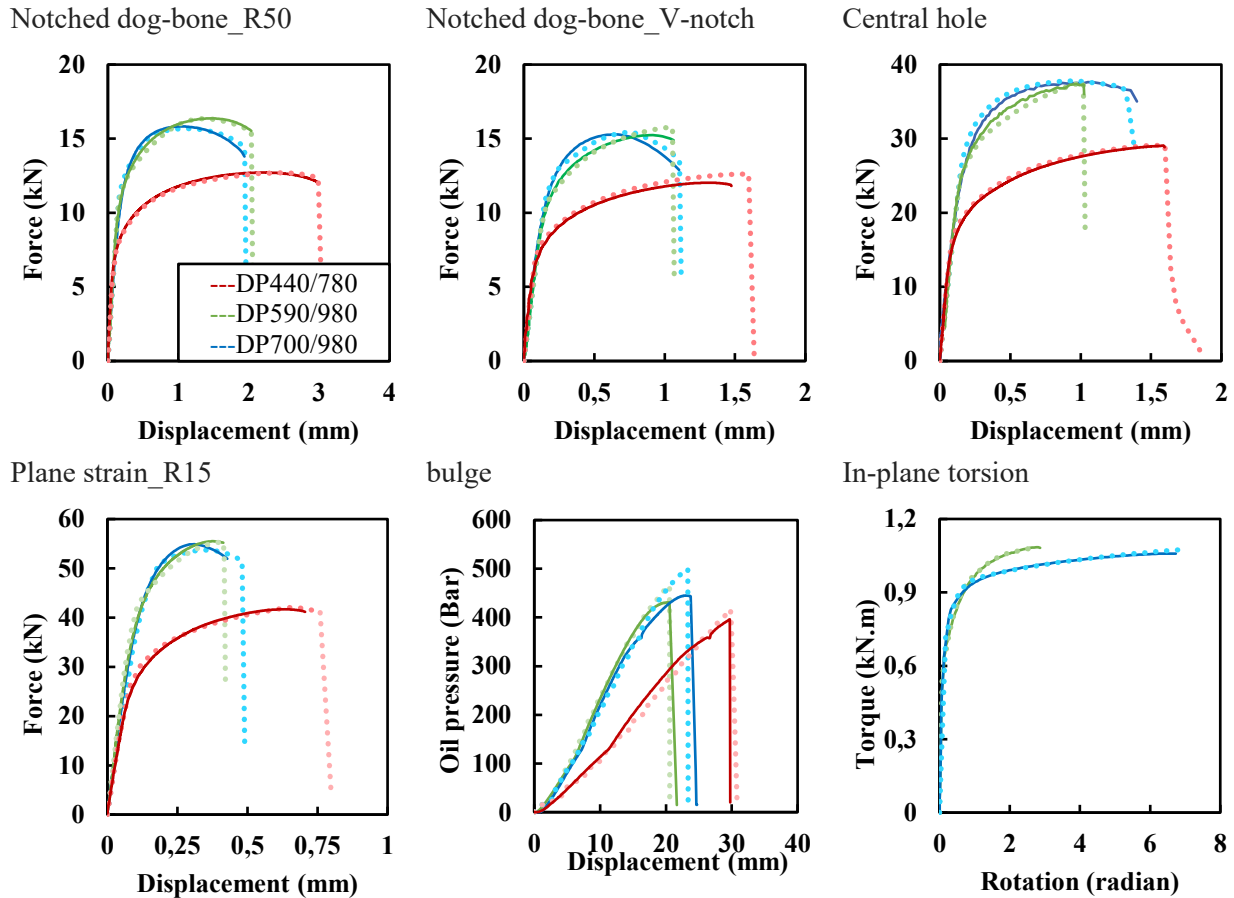 Notched dog-bone_R50
20
15
10
5
0
Force (kN)
0 1 2 3 4
Displacement (mm)
DP440/780
DP590/980
DP700/980
Notched dog-bone_V-notch
20
15
10
5
0
Force (kN)
0 0,5 1 1,5 2
Displacement (mm)
Central hole
40
30
20
10
0
Force (kN)
0 0,5 1 1,5 2
Displacement (mm)
Plane strain_R15
60
50
40
30
20
10
0
Force (kN)
0 0,25 0,5 0,75 1
Displacement (mm)
bulge
600
500
400
300
200
100
0
Oil pressure (Bar)
0 10 20 30 40
Displacement (mm)
In-plane torsion
1,2
0,9
0,6
0,3
0
Torque (kN.m)
0 2 4 6 8
Rotation (radian)